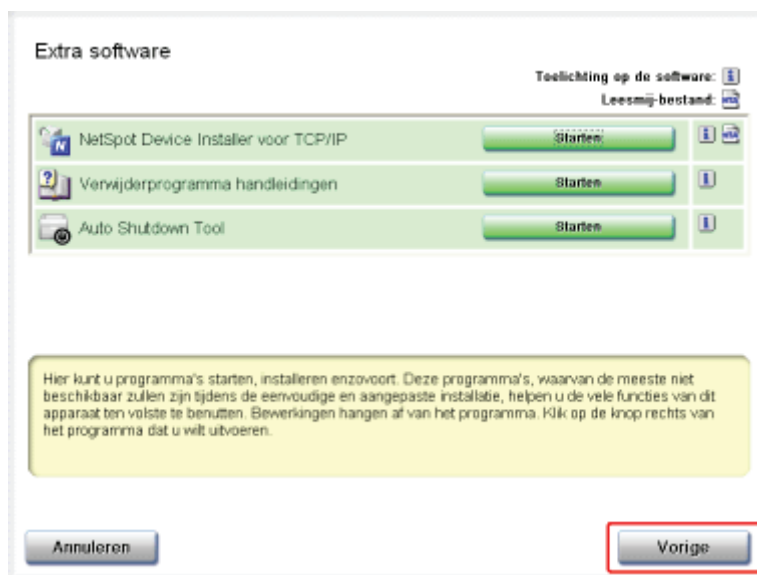 Extra software
Toelichting op de software:
Leesmij-bestand:
NetSpot Device Installer voor TCP/IP
Starten
Verwijderprogramma handleidingen
Starten
Auto Shutdown Tool
Starten
Hier kunt u programma's starten, installeren enzovoort. Deze programma's, waarvan de meeste niet
beschikbaar zullen zijn tijdens de eenvoudige en aangepaste installatie, helpen u de vele functies van dit
apparaat ten volste te benutten. Bewerkingen hangen af van het programma. Klik op de knop rechts van
het programma dat u wilt uitvoeren.
Annuleren
Vorige